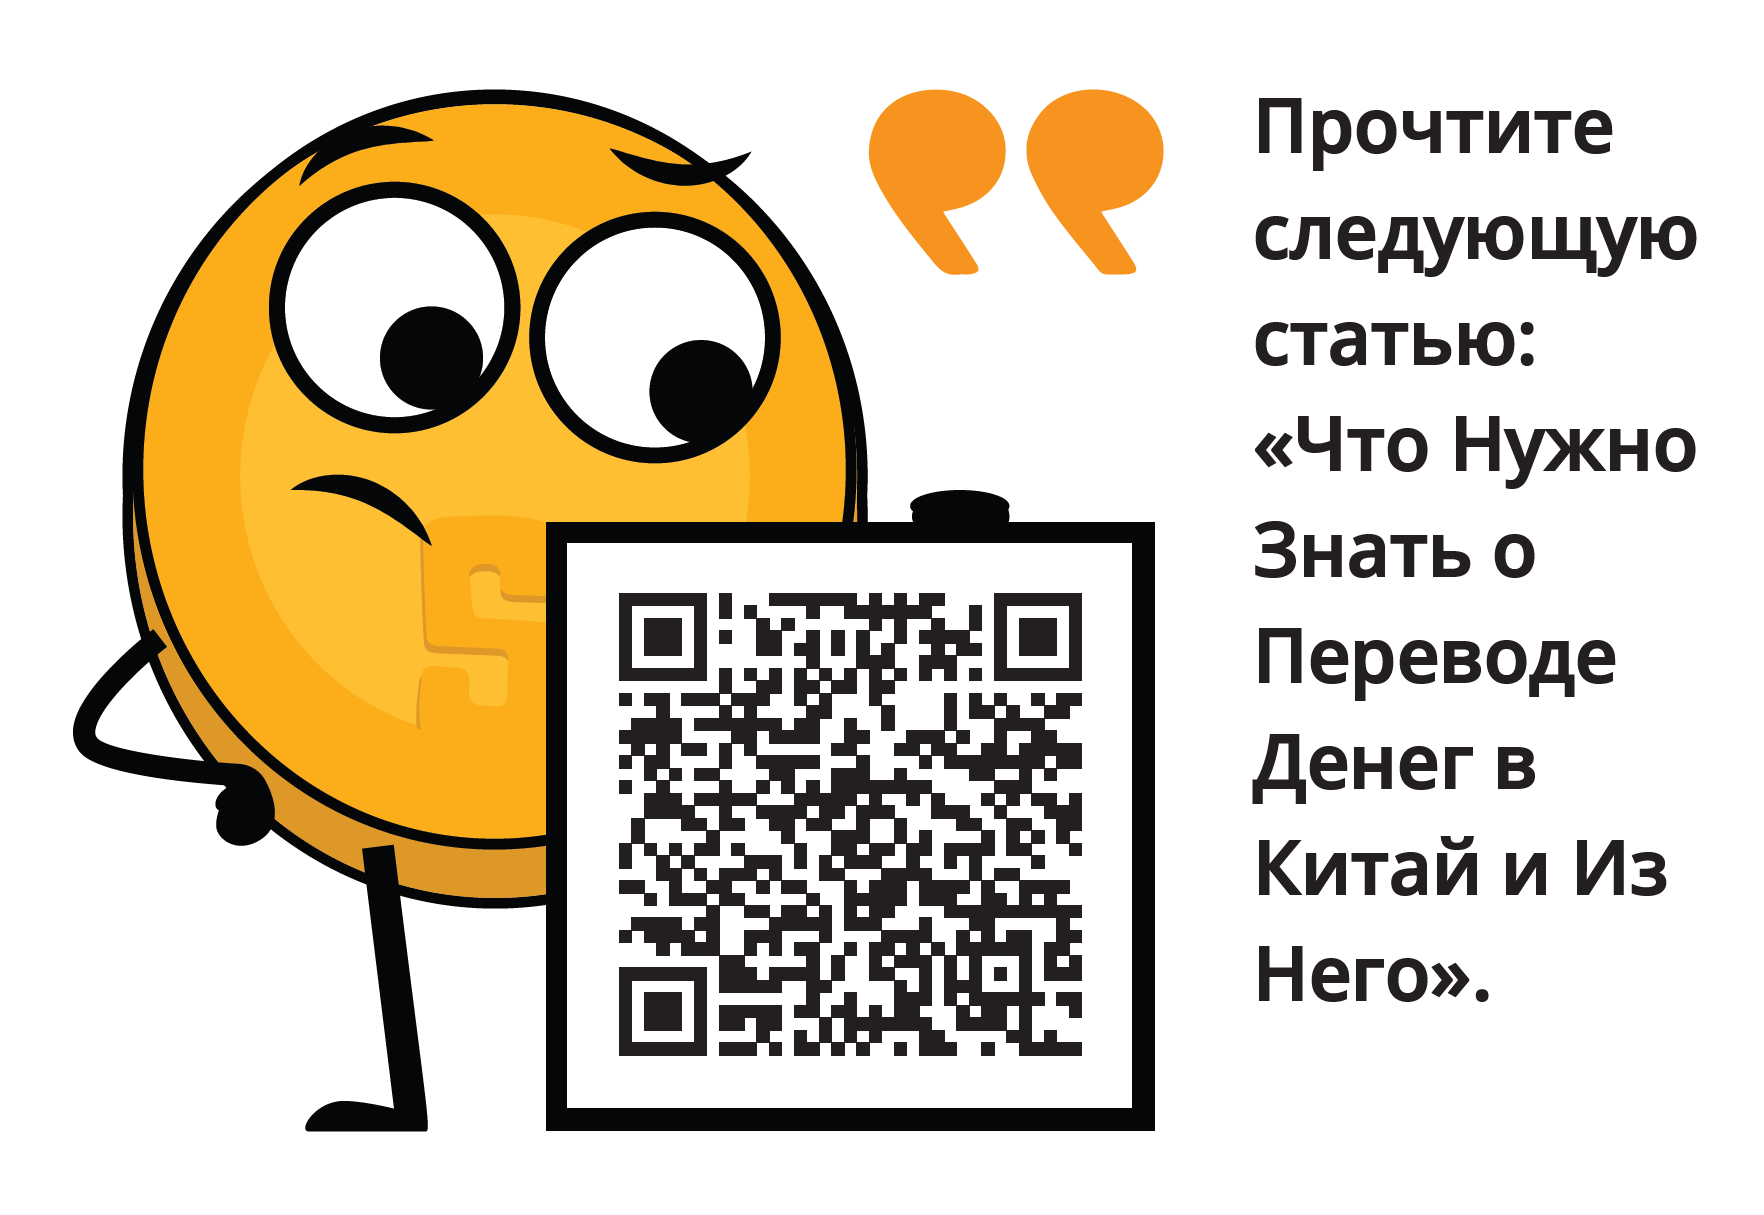 Прочтите
следующую
статью:
«Что Нужно
Знать о
Переводе
Денег в
Китай и Из
Него».